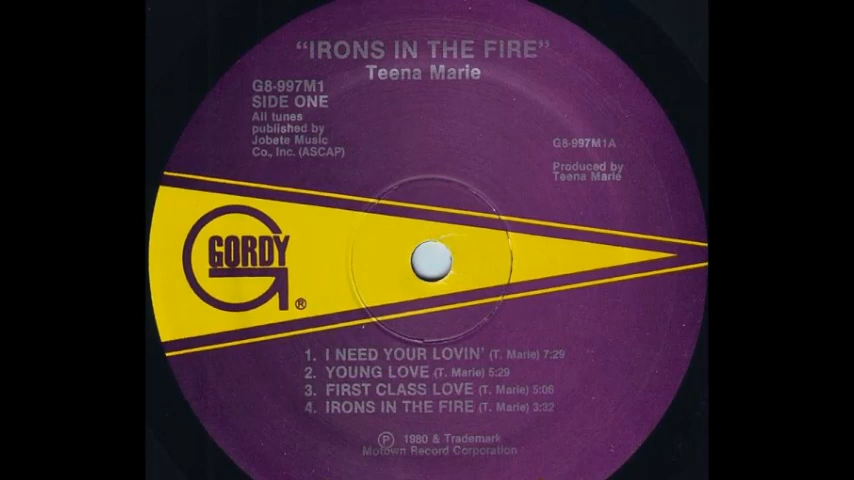 "IRONS IN THE FIRE"
Teena Marie
G8-997M1
SIDE ONE
All tunes
published by
Jobete Music
Co., Inc. (ASCAP)
G8-997M1A
Produced by
Teena Marie
GORDY
G
®
1. I NEED YOUR LOVIN' (T. Marie) 7:29
2. YOUNG LOVE (T. Marie) 5:29
3. FIRST CLASS LOVE (T. Marie) 5:06
4. IRONS IN THE FIRE (T. Marie) 3:32
Ⓟ 1980 & Trademark
Motown Record Corporation